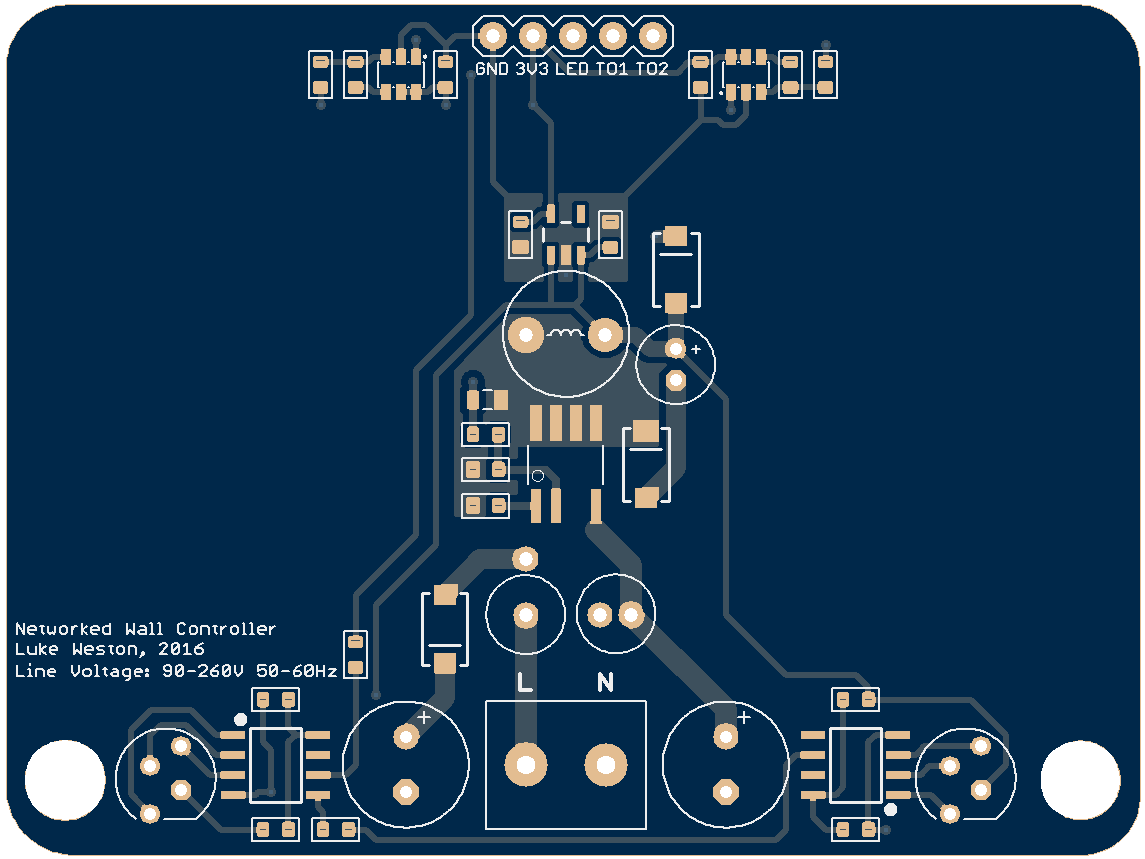 GND 3V3 LED TO1 TO2
+
Networked Wall Controller
Luke Weston, 2016
Line Voltage: 90-260V 50-60Hz
L N
+ +